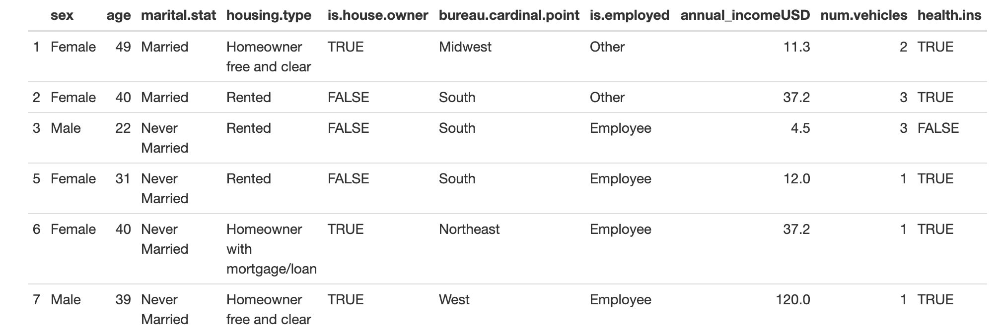 sex age marital.stat housing.type is.house.owner bureau.cardinal.point is.employed annual_incomeUSD num.vehicles health.ins
1 Female 49 Married Homeowner TRUE Midwest Other 11.3 2 TRUE
free and clear
2 Female 40 Married Rented FALSE South Other 37.2 3 TRUE
3 Male 22 Never Rented FALSE South Employee 4.5 3 FALSE
Married
5 Female 31 Never Rented FALSE South Employee 12.0 1 TRUE
Married
6 Female 40 Never Homeowner TRUE Northeast Employee 37.2 1 TRUE
Married with
mortgage/loan
7 Male 39 Never Homeowner TRUE West Employee 120.0 1 TRUE
Married free and clear